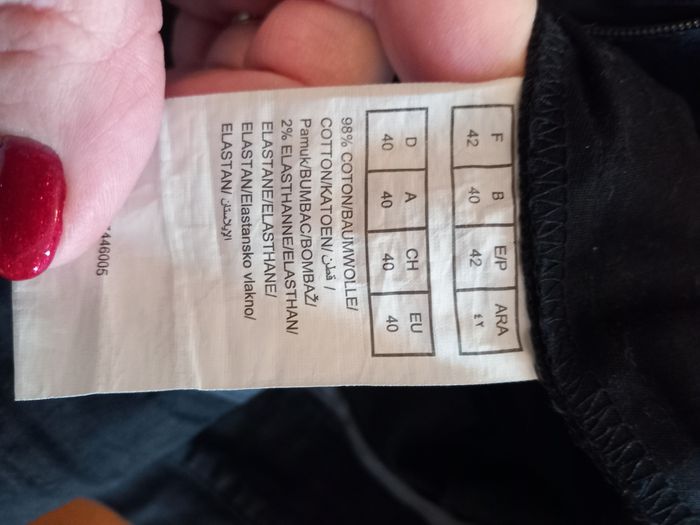 F B E/P ARA
42 40 42 ٤٢
D A CH EU
40 40 40 40
98% COTON/BAUMWOLLE/
COTTON/KATOEN/ قطن /
Pamuk/BUMBAC/BOMBAŽ/
2% ELASTHANNE/ELASTHAN/
ELASTANE/ELASTHANE/
ELASTAN/Elastansko vlakno/
ELASTAN/ الإيلاستان
446005